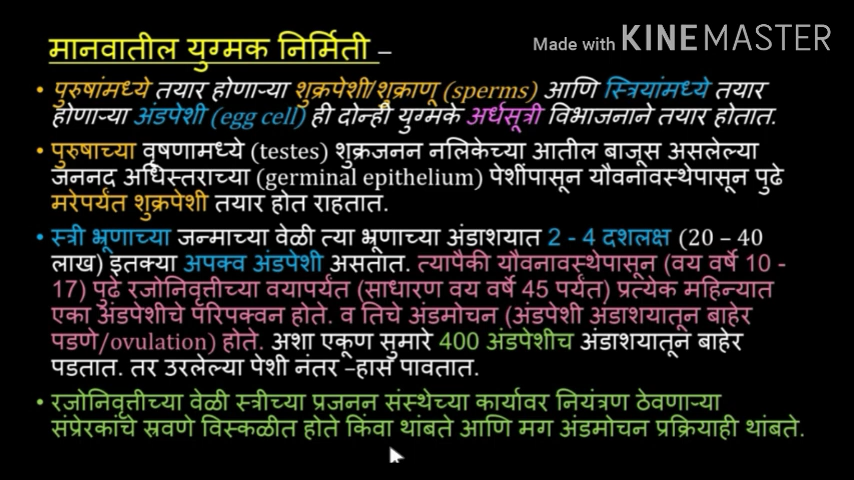 Made with KINEMASTER
मानवातील युग्मक निर्मिती –
• पुरुषांमध्ये तयार होणाऱ्या शुक्रपेशी/शुक्राणू (sperms) आणि स्त्रियांमध्ये तयार
होणाऱ्या अंडपेशी (egg cell) ही दोन्ही युग्मके अर्धसूत्री विभाजनाने तयार होतात.
• पुरुषाच्या वृषणामध्ये (testes) शुक्रजनन नलिकेच्या आतील बाजूस असलेल्या
जननद अधिस्तराच्या (germinal epithelium) पेशींपासून यौवनावस्थेपासून पुढे
मरेपर्यंत शुक्रपेशी तयार होत राहतात.
• स्त्री भ्रूणाच्या जन्माच्या वेळी त्या भ्रूणाच्या अंडाशयात 2 - 4 दशलक्ष (20 – 40
लाख) इतक्या अपक्व अंडपेशी असतात. त्यापैकी यौवनावस्थेपासून (वय वर्षे 10 -
17) पुढे रजोनिवृत्तीच्या वयापर्यंत (साधारण वय वर्षे 45 पर्यंत) प्रत्येक महिन्यात
एका अंडपेशीचे परिपक्वन होते. व तिचे अंडमोचन (अंडपेशी अंडाशयातून बाहेर
पडणे/ovulation) होते. अशा एकूण सुमारे 400 अंडपेशीच अंडाशयातून बाहेर
पडतात. तर उरलेल्या पेशी नंतर –हास पावतात.
• रजोनिवृत्तीच्या वेळी स्त्रीच्या प्रजनन संस्थेच्या कार्यावर नियंत्रण ठेवणाऱ्या
संप्रेरकांचे स्रवणे विस्कळीत होते किंवा थांबते आणि मग अंडमोचन प्रक्रियाही थांबते.